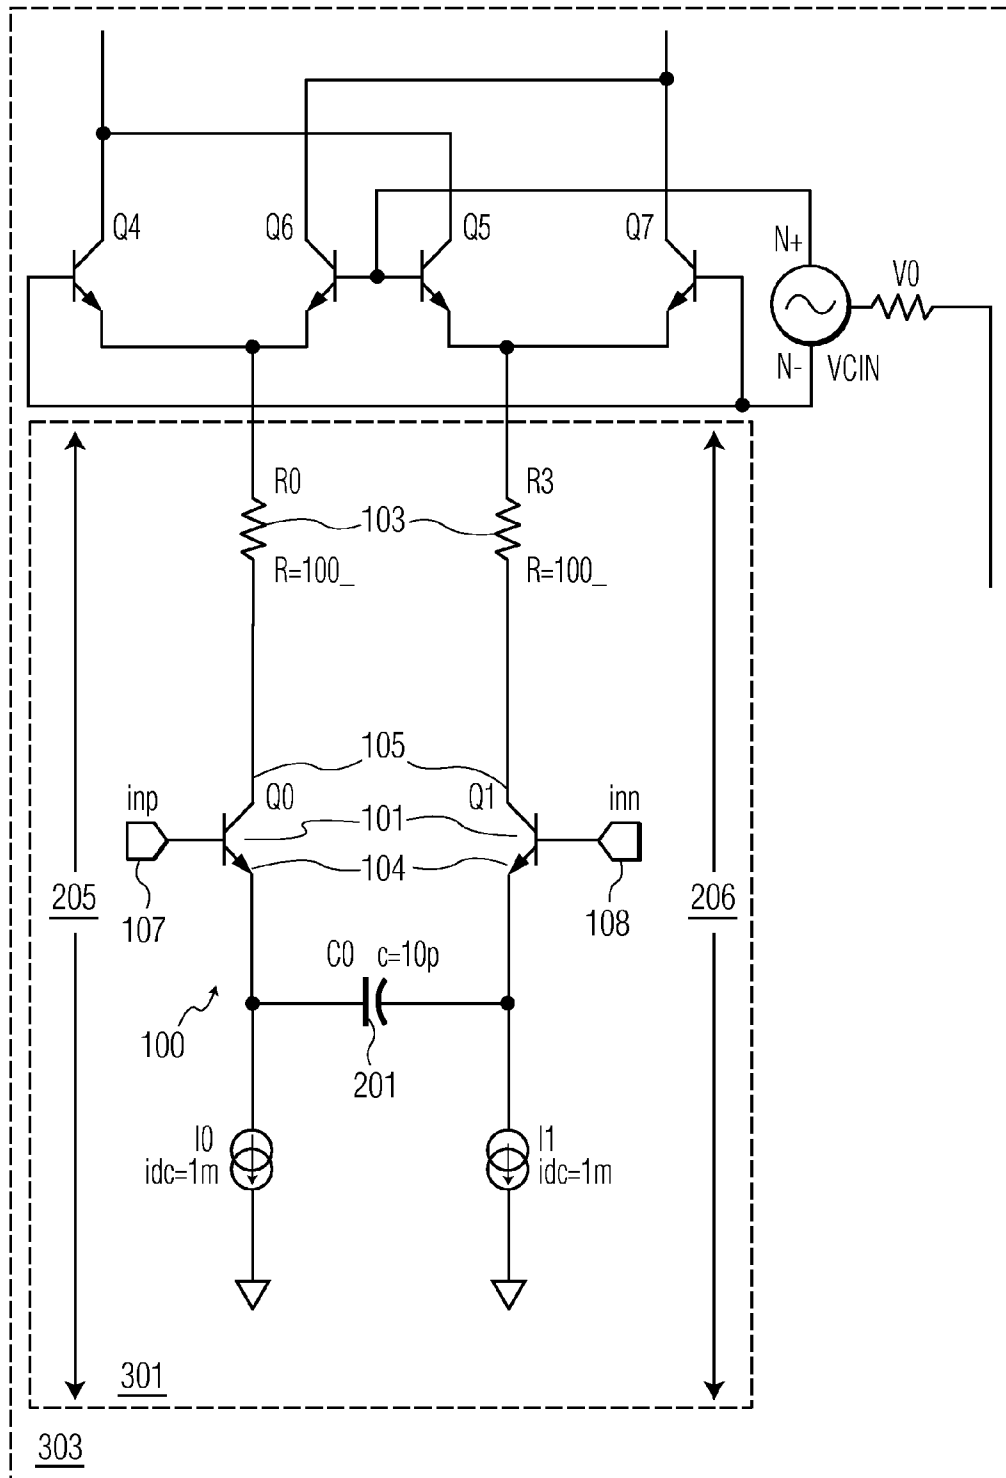 Q4
Q6
Q5
Q7
N+
V0
N-
VCIN
205
206
R0
R3
103
R=100_
R=100_
105
inp
Q0
Q1
inn
101
104
107
108
C0 c=10p
100
201
I0
idc=1m
I1
idc=1m
301
303